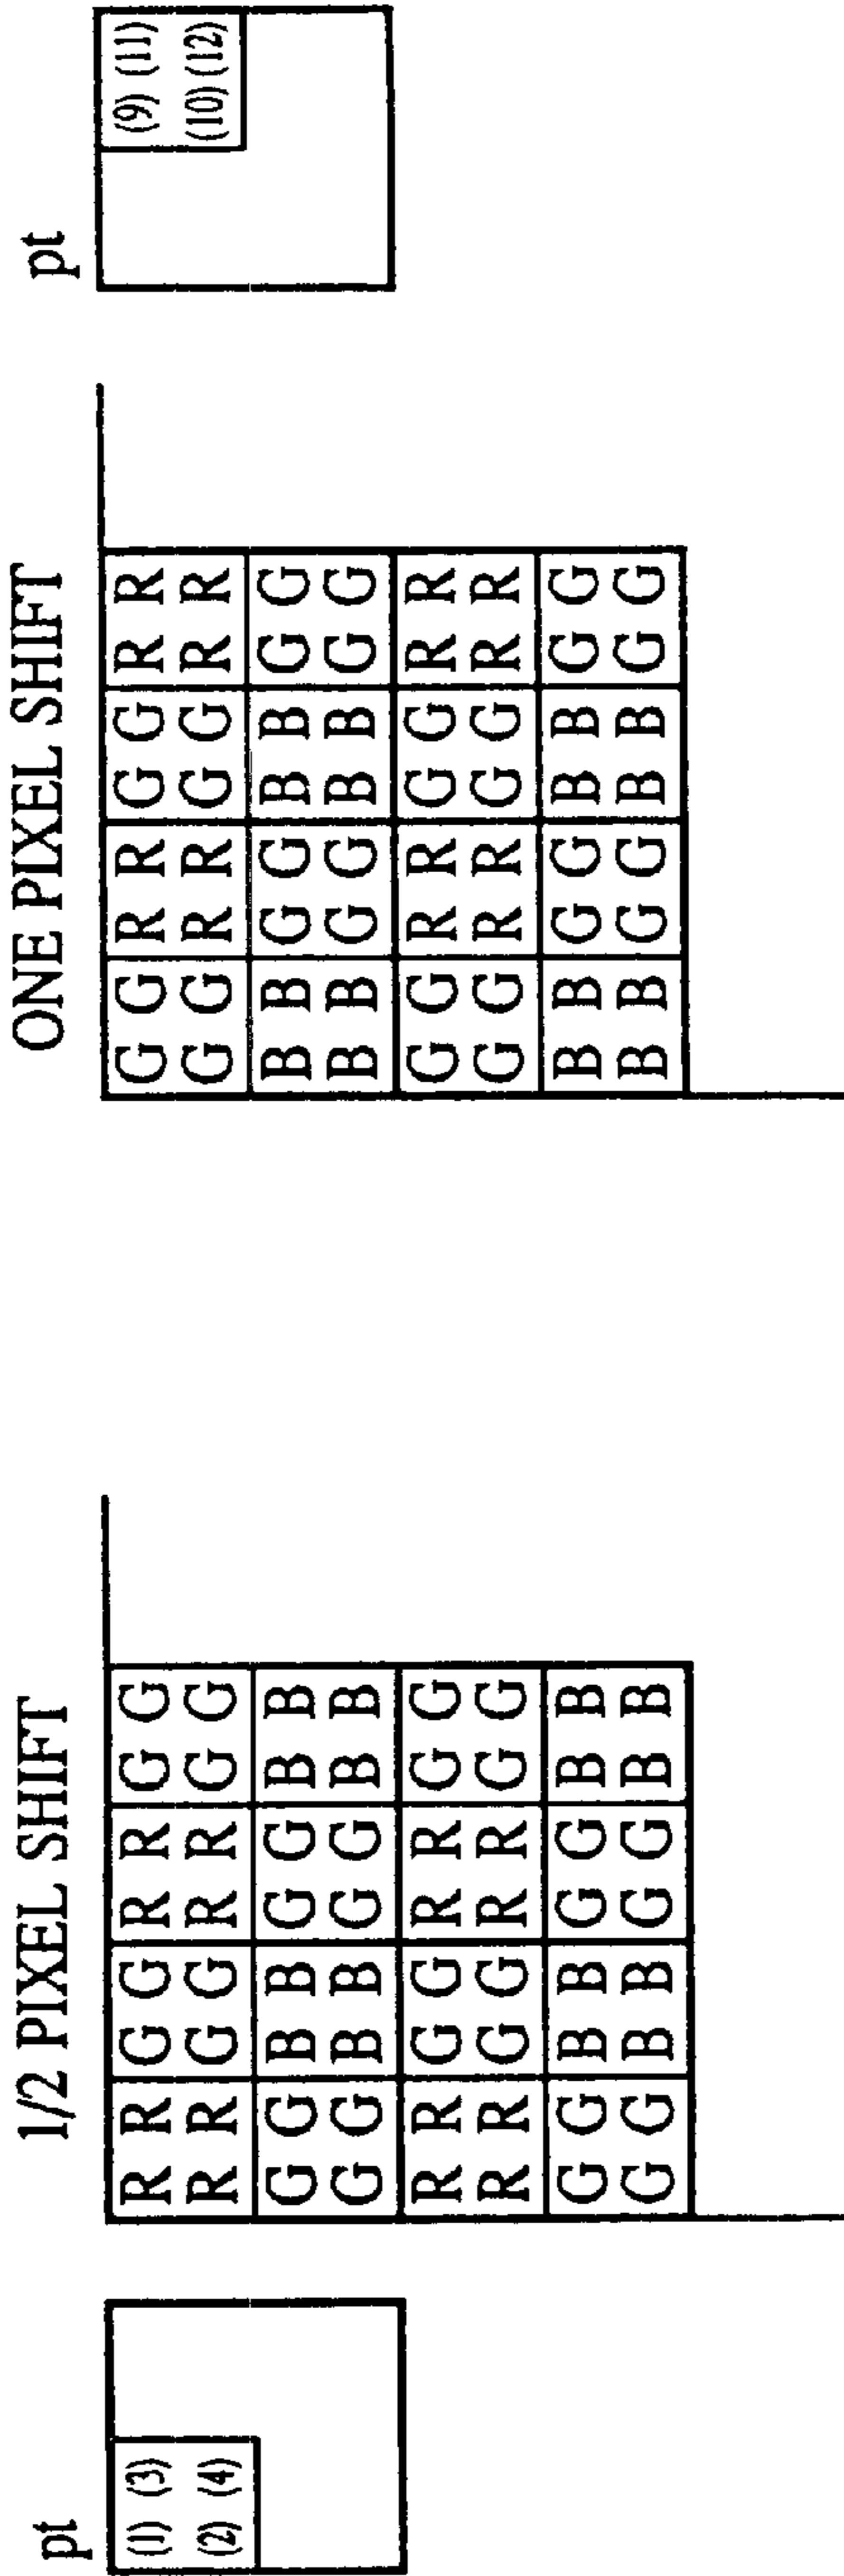 pt
(1) (3)
(2) (4)
1/2 PIXEL SHIFT
R R G G R R G G
R R G G R R G G
G G B B G G B B
G G B B G G B B
R R G G R R G G
R R G G R R G G
G G B B G G B B
G G B B G G B B
ONE PIXEL SHIFT
G G R R G G R R
G G R R G G R R
B B G G B B G G
B B G G B B G G
G G R R G G R R
G G R R G G R R
B B G G B B G G
B B G G B B G G
pt
(9) (11)
(10) (12)